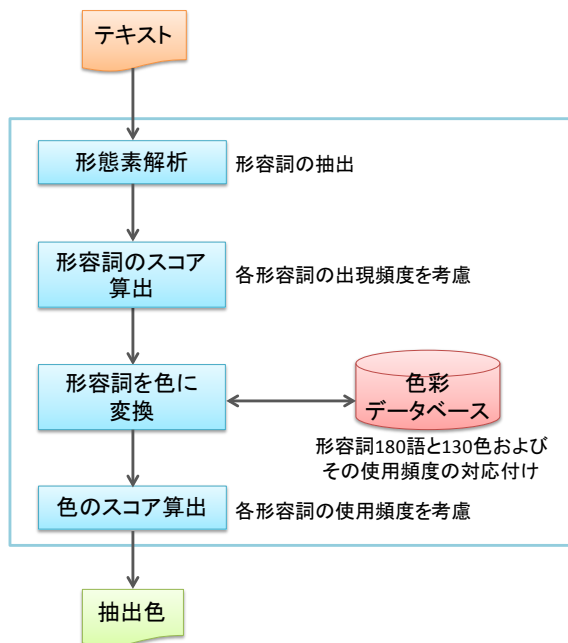 テキスト
形態素解析
形容詞の抽出
形容詞のスコア
算出
各形容詞の出現頻度を考慮
形容詞を色に
変換
色彩
データベース
形容詞180語と130色および
その使用頻度の対応付け
色のスコア算出
各形容詞の使用頻度を考慮
抽出色